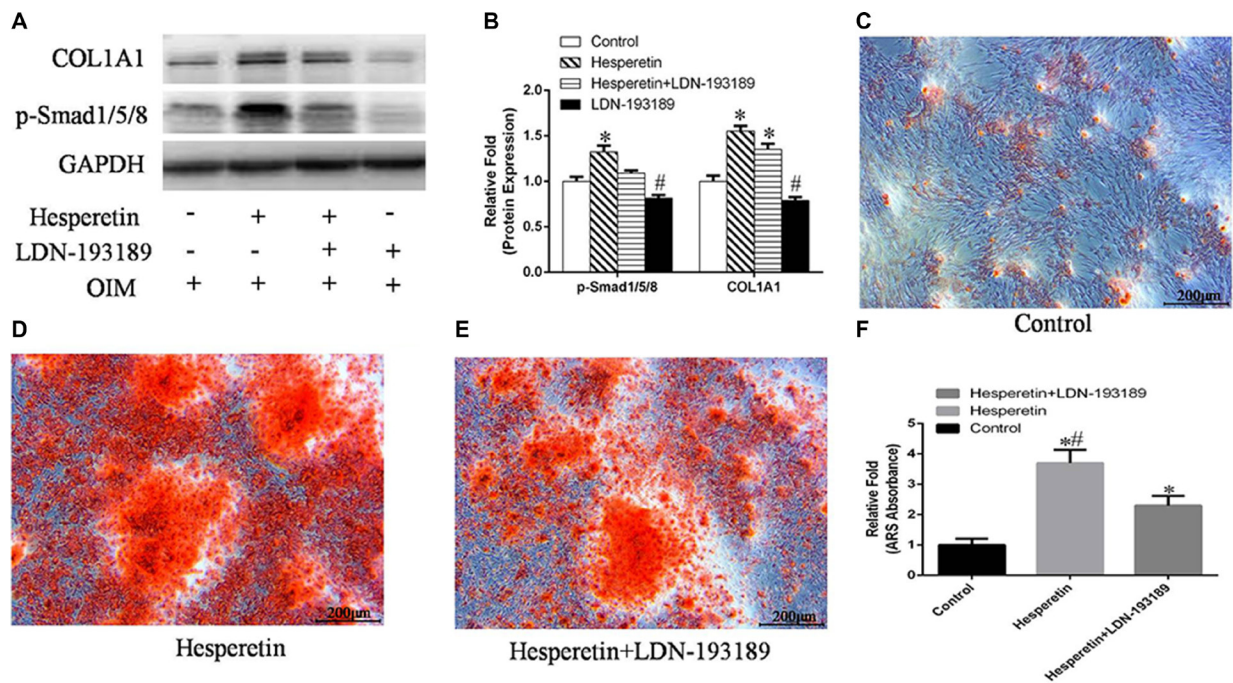 A
COL1A1
p-Smad1/5/8
GAPDH
Hesperetin - + + -
LDN-193189 - - + +
OIM + + + +
B
Control
Hesperetin
Hesperetin+LDN-193189
LDN-193189
Relative Fold
(Protein Expression)
2.0
1.5
1.0
0.5
0.0
*
#
*
*
#
p-Smad1/5/8 COL1A1
C
200μm
Control
D
200μm
Hesperetin
E
200μm
Hesperetin+LDN-193189
F
Hesperetin+LDN-193189
Hesperetin
Control
Relative Fold
(ARS Absorbance)
5
4
3
2
1
0
*#
*
Control
Hesperetin
Hesperetin+LDN-193189